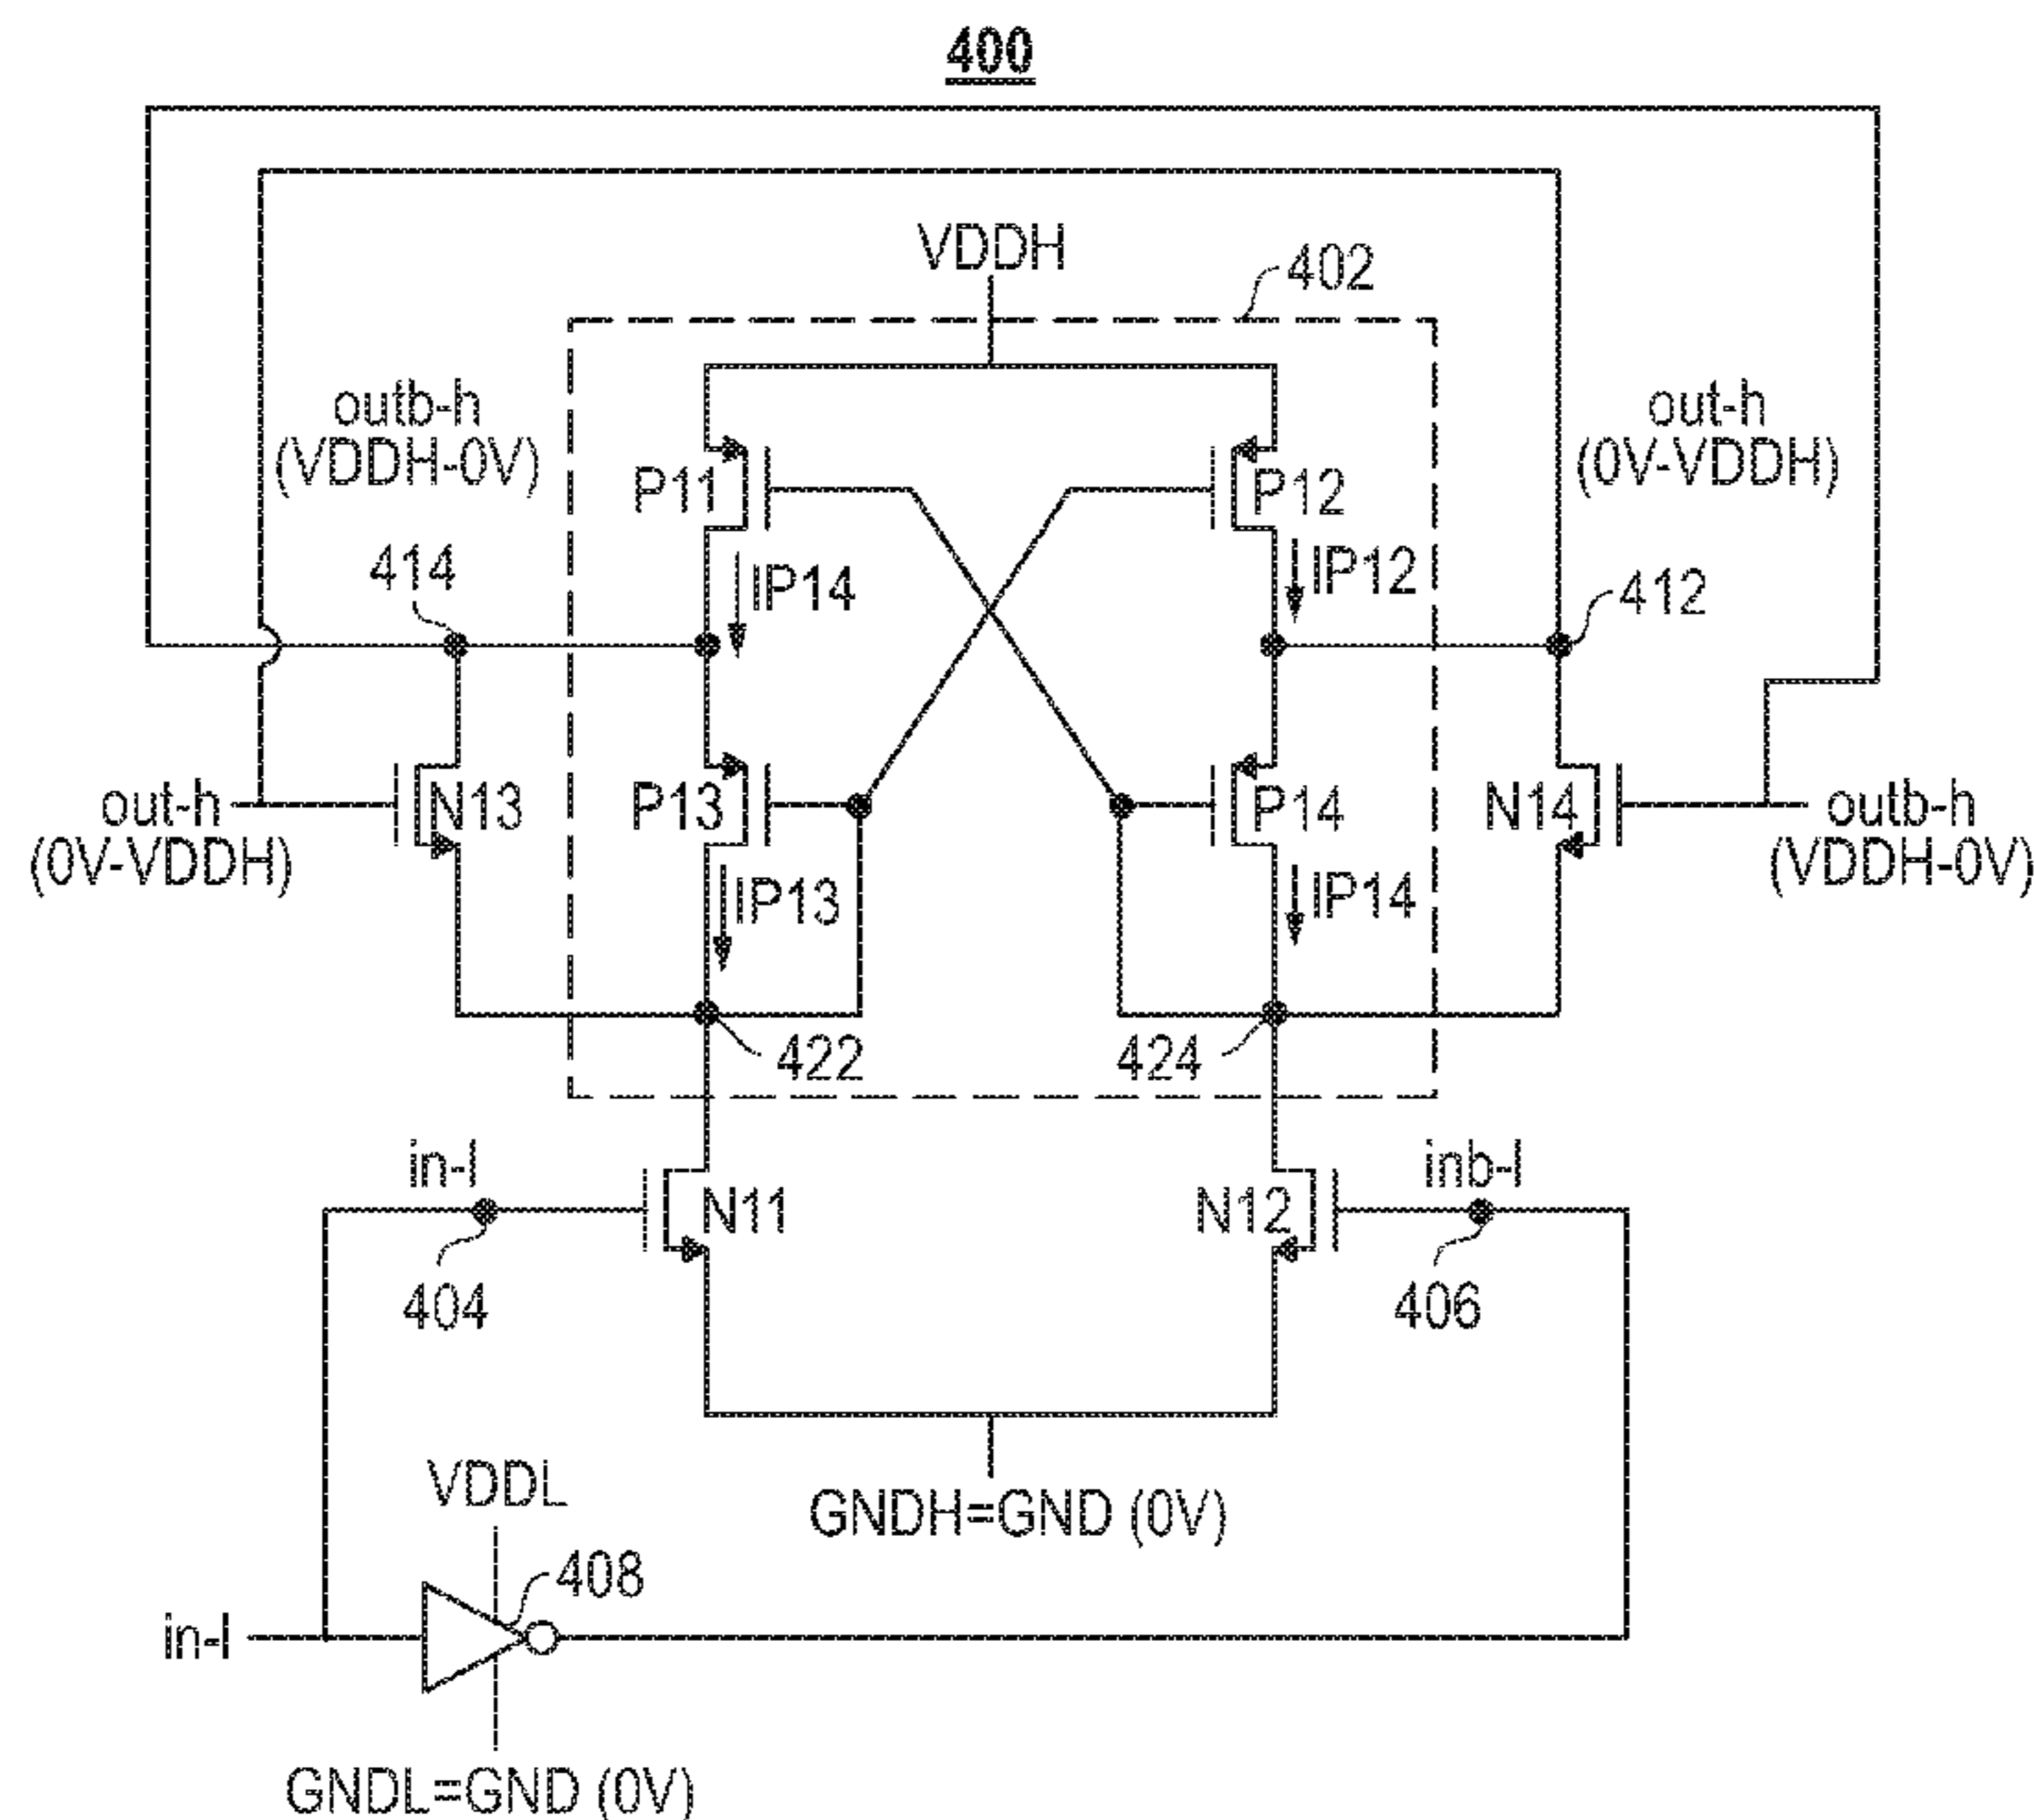 400
VDDH
402
outb-h
(VDDH-0V)
out-h
(0V-VDDH)
P11
P12
414
IP14
IP12
412
out-h
(0V-VDDH)
N13
P13
P14
N14
outb-h
(VDDH-0V)
IP13
IP14
422
424
in-l
N11
N12
inb-l
404
406
VDDL
GNDH=GND (0V)
408
in-l
GNDL=GND (0V)